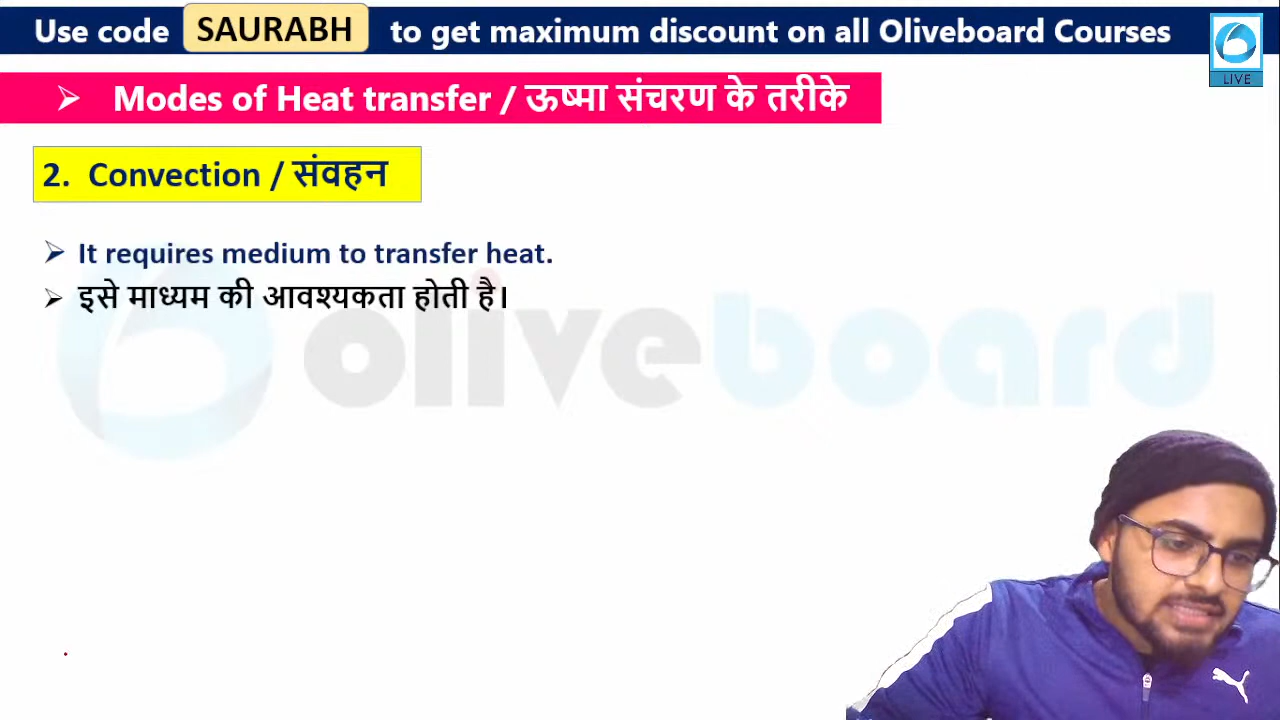 Use code SAURABH to get maximum discount on all Oliveboard Courses
LIVE
➢ Modes of Heat transfer / ऊष्मा संचरण के तरीके
2. Convection / संवहन
➢ It requires medium to transfer heat.
➢ इसे माध्यम की आवश्यकता होती है।
oliveboard